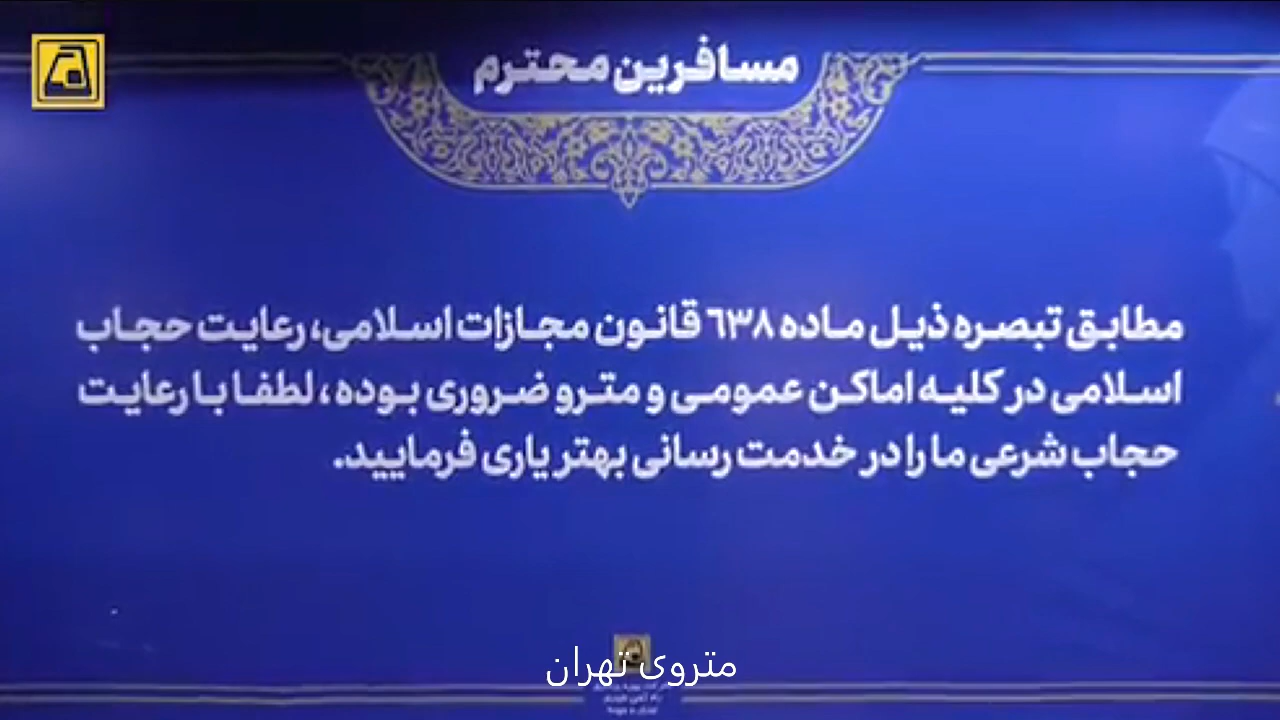 مسافرین محترم
مطابق تبصره ذیل ماده ٦٣٨ قانون مجازات اسلامی، رعایت حجاب
اسلامی در کلیه اماکن عمومی و مترو ضروری بوده، لطفا با رعایت
حجاب شرعی ما را در خدمت رسانی بهتر یاری فرمایید.
متروی تهران